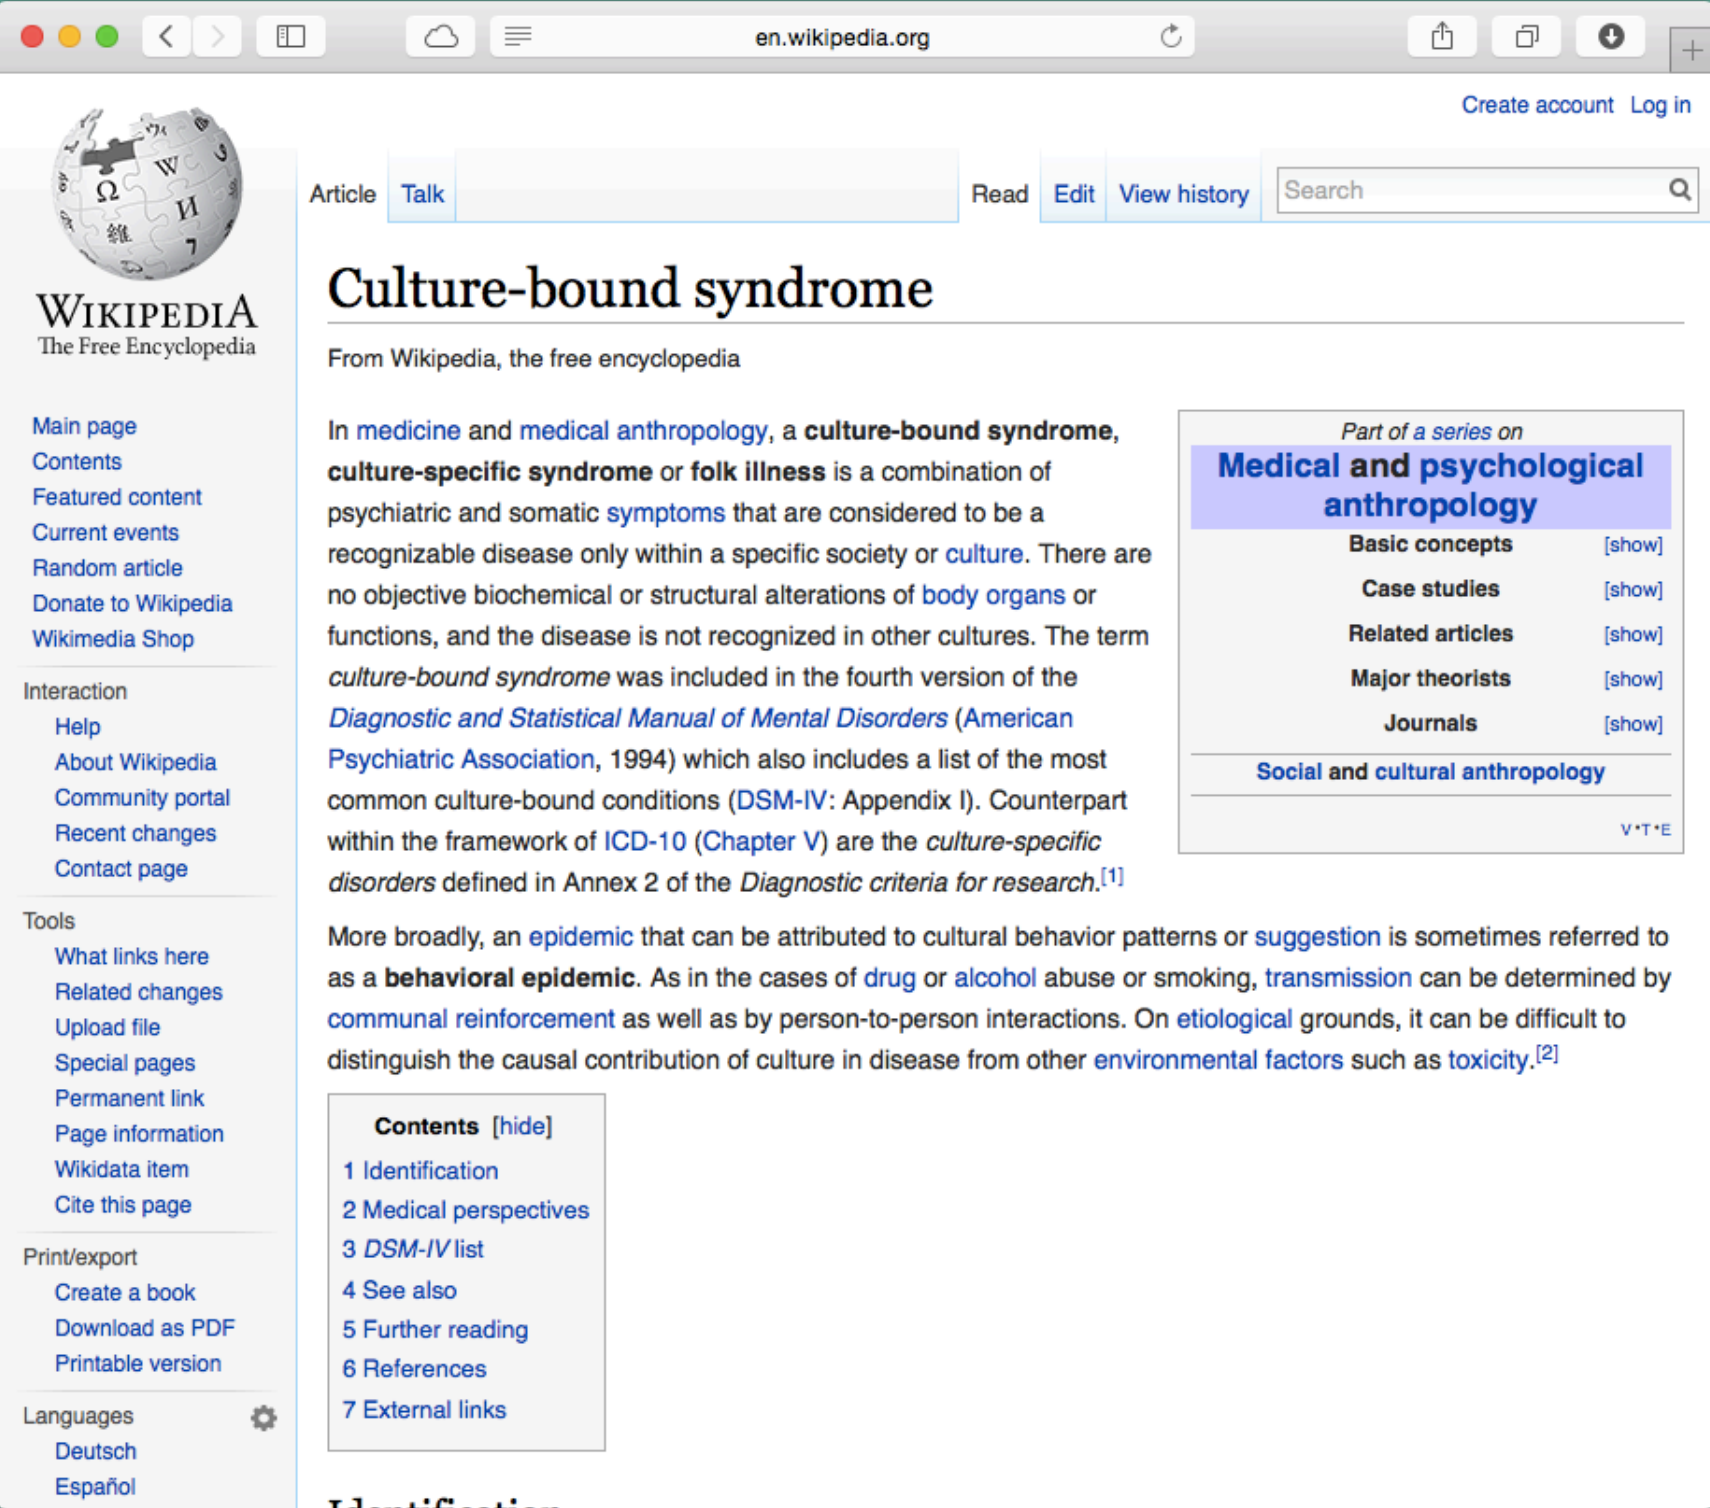 en.wikipedia.org
Create account Log in
Article Talk Read Edit View history Search
WIKIPEDIA
The Free Encyclopedia
Main page
Contents
Featured content
Current events
Random article
Donate to Wikipedia
Wikimedia Shop
Interaction
Help
About Wikipedia
Community portal
Recent changes
Contact page
Tools
What links here
Related changes
Upload file
Special pages
Permanent link
Page information
Wikidata item
Cite this page
Print/export
Create a book
Download as PDF
Printable version
Languages
Deutsch
Español
Culture-bound syndrome
From Wikipedia, the free encyclopedia
In medicine and medical anthropology, a culture-bound syndrome,
culture-specific syndrome or folk illness is a combination of
psychiatric and somatic symptoms that are considered to be a
recognizable disease only within a specific society or culture. There are
no objective biochemical or structural alterations of body organs or
functions, and the disease is not recognized in other cultures. The term
culture-bound syndrome was included in the fourth version of the
Diagnostic and Statistical Manual of Mental Disorders (American
Psychiatric Association, 1994) which also includes a list of the most
common culture-bound conditions (DSM-IV: Appendix I). Counterpart
within the framework of ICD-10 (Chapter V) are the culture-specific
disorders defined in Annex 2 of the Diagnostic criteria for research.[1]
Part of a series on
Medical and psychological
anthropology
Basic concepts [show]
Case studies [show]
Related articles [show]
Major theorists [show]
Journals [show]
Social and cultural anthropology
V·T·E
More broadly, an epidemic that can be attributed to cultural behavior patterns or suggestion is sometimes referred to
as a behavioral epidemic. As in the cases of drug or alcohol abuse or smoking, transmission can be determined by
communal reinforcement as well as by person-to-person interactions. On etiological grounds, it can be difficult to
distinguish the causal contribution of culture in disease from other environmental factors such as toxicity.[2]
Contents [hide]
1 Identification
2 Medical perspectives
3 DSM-IV list
4 See also
5 Further reading
6 References
7 External links
Identification